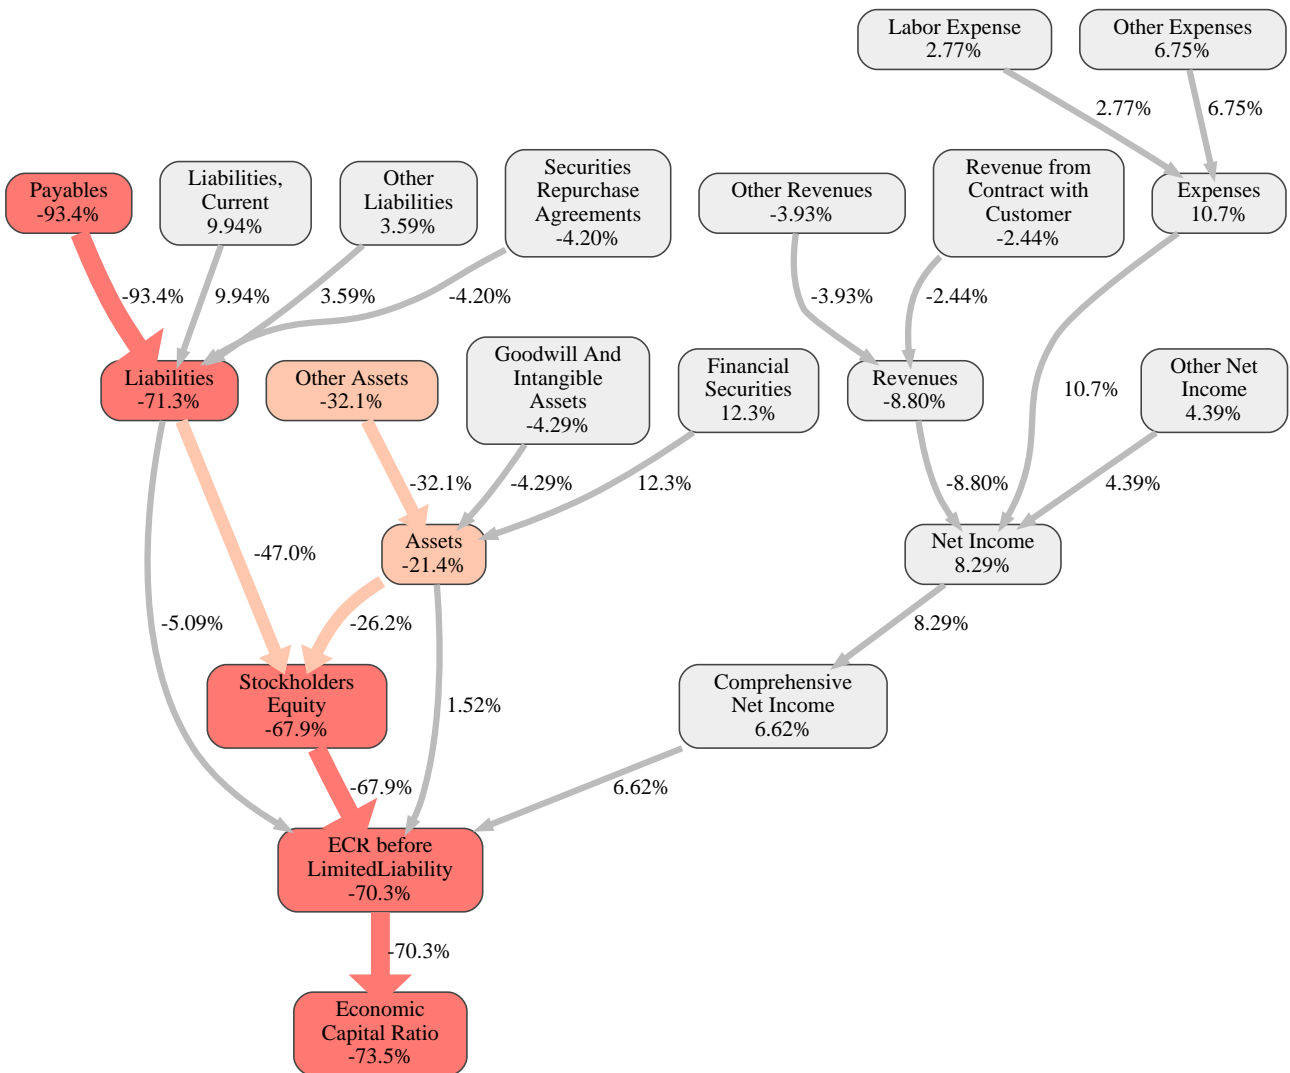 Labor Expense
2.77%
Other Expenses
6.75%
2.77%
6.75%
Payables
-93.4%
Liabilities,
Current
9.94%
Other
Liabilities
3.59%
Securities
Repurchase
Agreements
-4.20%
Other Revenues
-3.93%
Revenue from
Contract with
Customer
-2.44%
Expenses
10.7%
-93.4%
9.94%
3.59%
-4.20%
-3.93%
-2.44%
Liabilities
-71.3%
Other Assets
-32.1%
Goodwill And
Intangible
Assets
-4.29%
Financial
Securities
12.3%
Revenues
-8.80%
10.7%
Other Net
Income
4.39%
-32.1%
-4.29%
12.3%
-8.80%
4.39%
-47.0%
Assets
-21.4%
Net Income
8.29%
-5.09%
-26.2%
8.29%
Stockholders
Equity
-67.9%
1.52%
Comprehensive
Net Income
6.62%
-67.9%
6.62%
ECR before
LimitedLiability
-70.3%
-70.3%
Economic
Capital Ratio
-73.5%